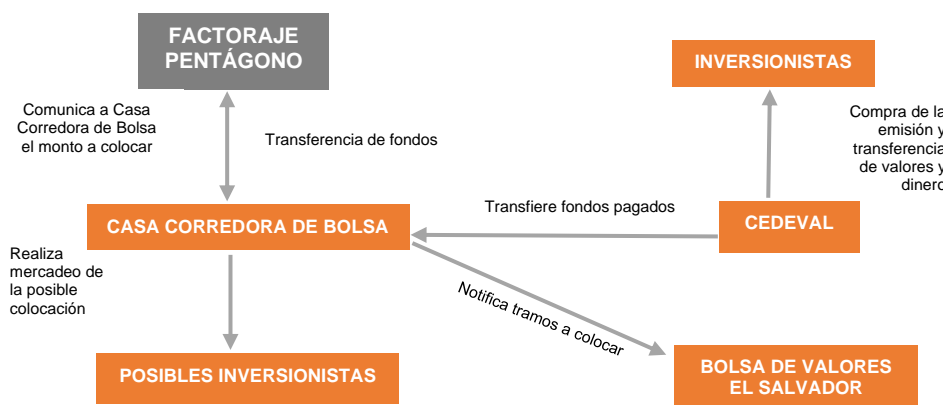 FACTORAJE
PENTÁGONO
INVERSIONISTAS
Comunica a Casa
Corredora de Bolsa
el monto a colocar
Transferencia de fondos
Compra de la
emisión y
transferencia
de valores y
dinero
Transfiere fondos pagados
CASA CORREDORA DE BOLSA
CEDEVAL
Realiza
mercadeo de
la posible
colocación
Notifica tramos a colocar
POSIBLES INVERSIONISTAS
BOLSA DE VALORES
EL SALVADOR